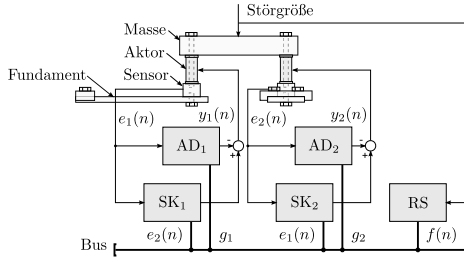 Störgröße
Masse
Aktor
Sensor
Fundament
e₁(n) y₁(n) e₂(n) y₂(n)
AD₁ - + AD₂ - +
SK₁ SK₂ RS
e₂(n) g₁ e₁(n) g₂ f(n)
Bus